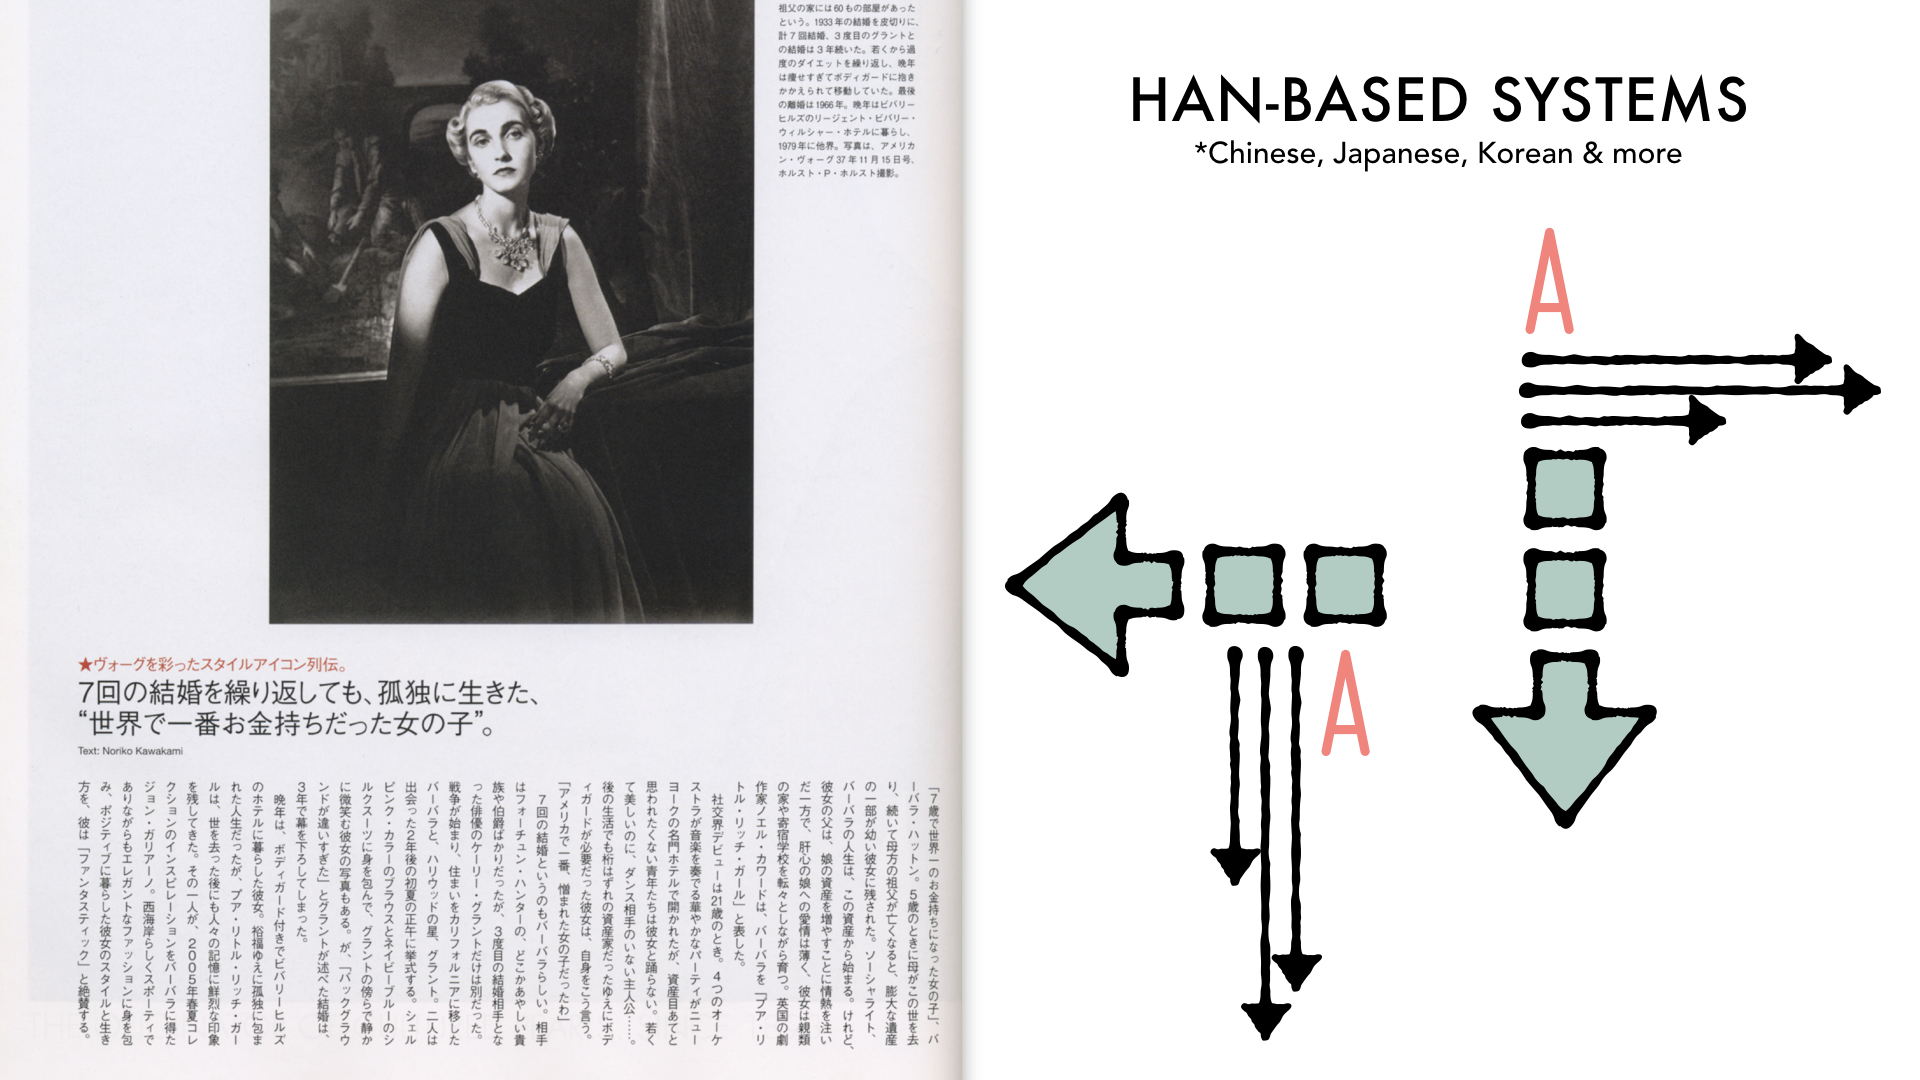 祖父の家には60もの部屋があった
という。1933年の結婚を皮切りに、
計7回結婚、3度目のグラントと
の結婚は3年続いた。若くから過
度のダイエットを繰り返し、晩年
は痩せすぎてボディガードに抱き
かかえられて移動していた。最後
の離婚は1966年。晩年はビバリー
ヒルズのリージェント・ビバリー・
ウィルシャー・ホテルに暮らし、
1979年に他界。写真は、アメリカ
ン・ヴォーグ37年11月15日号、
ホルスト・P・ホルスト撮影。
★ヴォーグを彩ったスタイルアイコン列伝。
7回の結婚を繰り返しても、孤独に生きた、
“世界で一番お金持ちだった女の子”。
Text: Noriko Kawakami
「7歳で世界一のお金持ちになった女の子」、バ
ーバラ・ハットン。5歳のときに母がこの世を去
り、続いて母方の祖父が亡くなると、膨大な遺産
の一部が幼い彼女に残された。ソーシャライト、
バーバラの人生は、この資産から始まる。けれど、
彼女の父は、娘の資産を増やすことに情熱を注い
だ一方で、肝心の娘への愛情は薄く、彼女は親類
の家や寄宿学校を転々としながら育つ。英国の劇
作家ノエル・カワードは、バーバラを「プア・リ
トル・リッチ・ガール」と表した。
社交界デビューは21歳のとき。4つのオーケ
ストラが音楽を奏でる華やかなパーティがニュー
ヨークの名門ホテルで開かれたが、資産目あてと
思われたくない青年たちは彼女と踊らない。若く
て美しいのに、ダンス相手のいない主人公……。
後の生活でも桁はずれの資産家だったゆえにボデ
ィガードが必要だった彼女は、自身をこう言う。
「アメリカで一番、憎まれた女の子だったわ」
7回の結婚というのもバーバラらしい。相手
はフォーチュン・ハンターの、どこかあやしい貴
族や伯爵ばかりだったが、3度目の結婚相手とな
った俳優のケーリー・グラントだけは別だった。
戦争が始まり、住まいをカリフォルニアに移した
バーバラと、ハリウッドの星、グラント。二人は
出会った2年後の初夏の正午に挙式する。シェル
ピンク・カラーのブラウスとネイビーブルーのシ
ルクスーツに身を包んで、グラントの傍らで静か
に微笑む彼女の写真もある。が、「バックグラウ
ンドが違いすぎた」とグラントが述べた結婚は、
3年で幕を下ろしてしまった。
晩年は、ボディガード付きでビバリーヒルズ
のホテルに暮らした彼女。裕福ゆえに孤独に包ま
れた人生だったが、プア・リトル・リッチ・ガー
ルは、世を去った後にも人々の記憶に鮮烈な印象
を残してきた。その一人が、2005年春夏コレ
クションのインスピレーションをバーバラに得た
ジョン・ガリアーノ。西海岸らしくスポーティで
ありながらもエレガントなファッションに身を包
み、ポジティブに暮らした彼女のスタイルと生き
方を、彼は「ファンタスティック」と絶賛する。
HAN-BASED SYSTEMS
*Chinese, Japanese, Korean & more
A
A